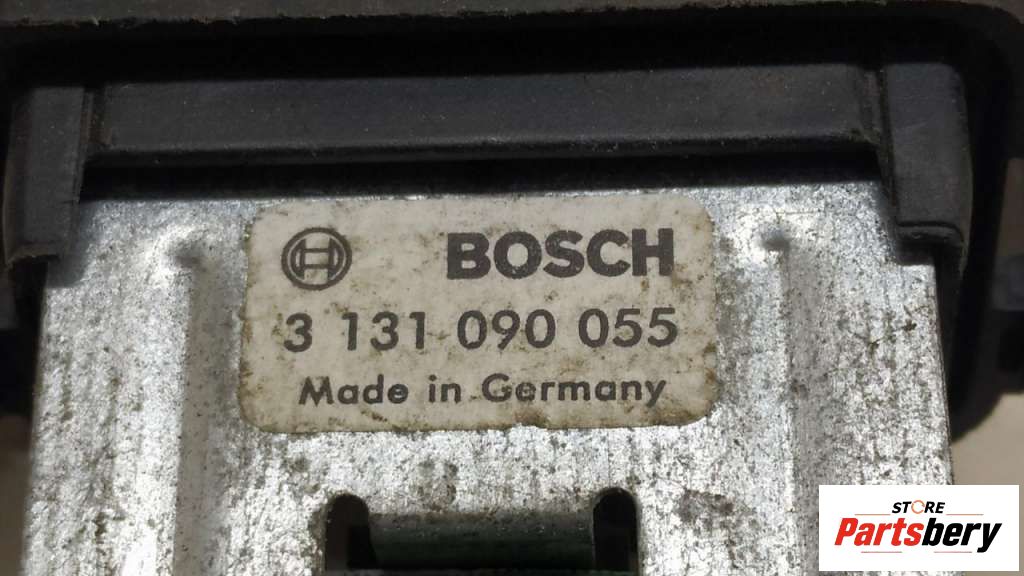 BOSCH
3 131 090 055
Made in Germany
STORE
Partsbery